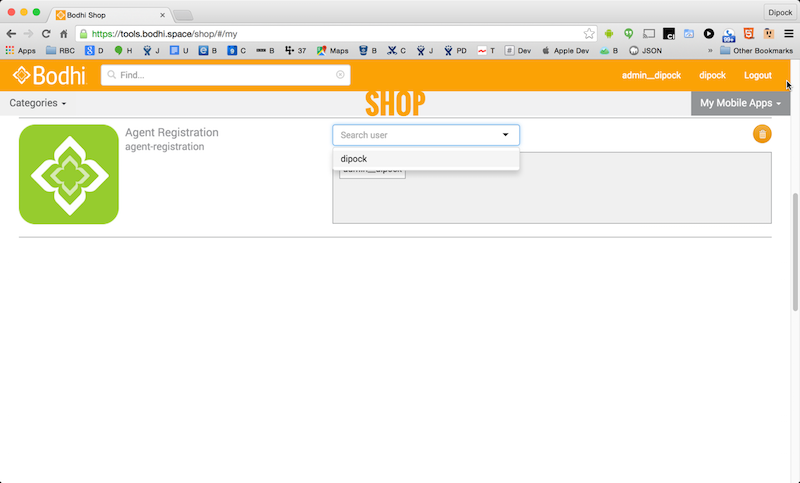 Bodhi Shop
Dipock
https://tools.bodhi.space/shop/#/my
Apps
RBC
D
H
J
U
B
C
B
37
Maps
B
C
J
PD
T
Dev
Apple Dev
B
JSON
» Other Bookmarks
Bodhi
Find...
admin__dipock
dipock
Logout
Categories
SHOP
My Mobile Apps
Agent Registration
agent-registration
Search user
dipock
admin__dipock